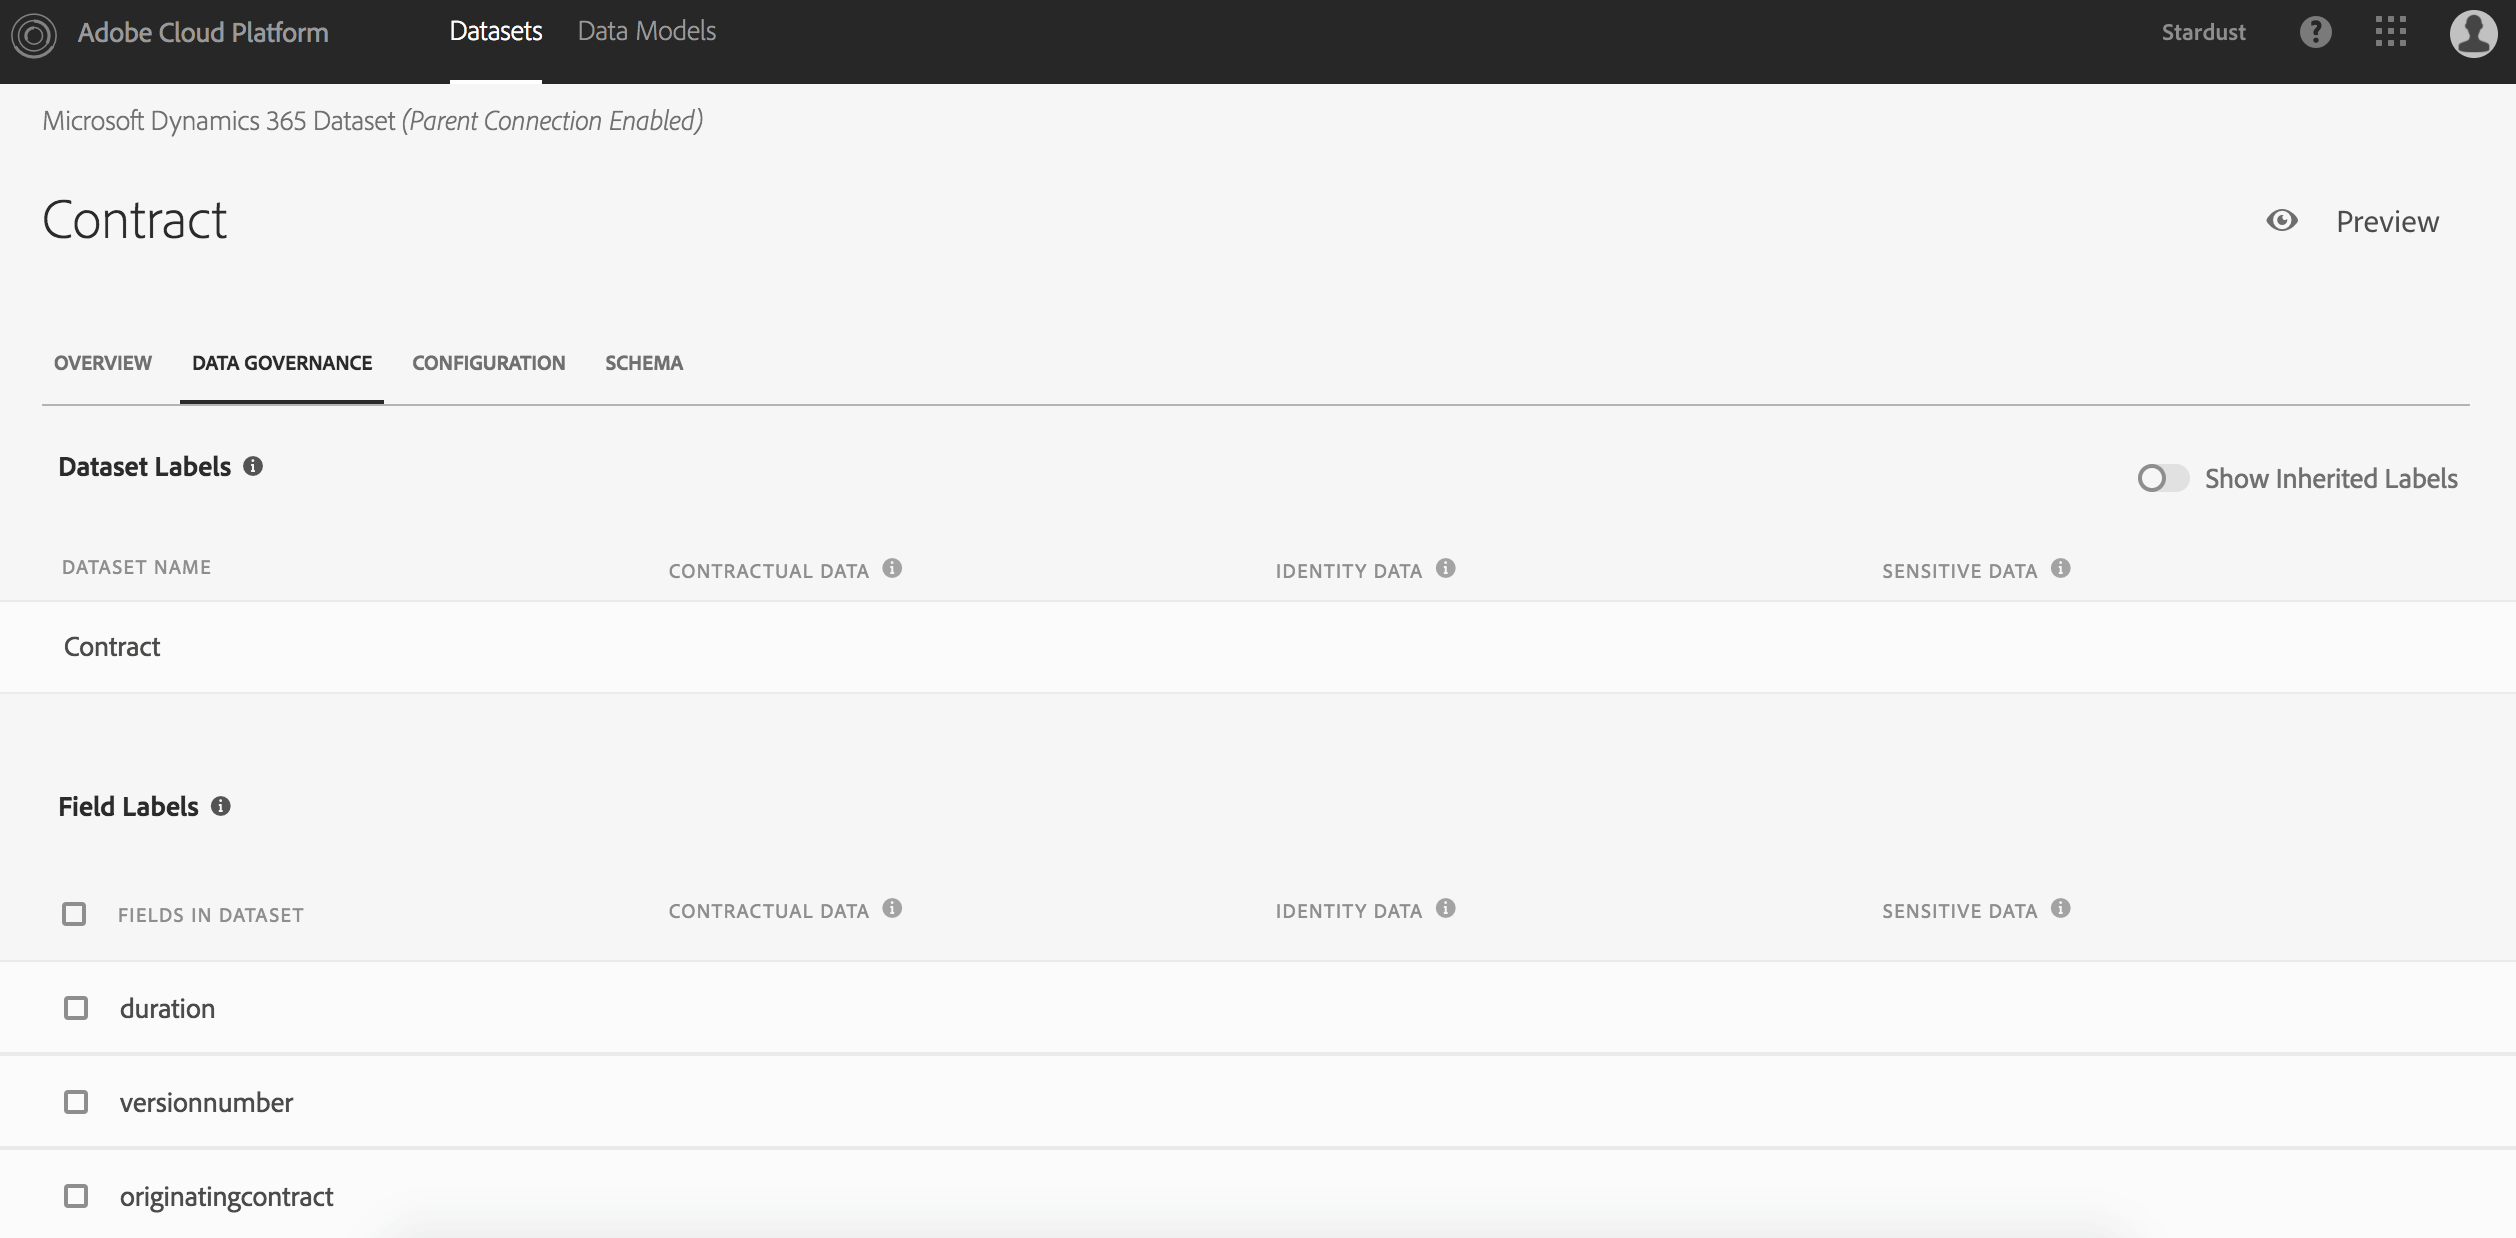 Adobe Cloud Platform Datasets Data Models Stardust
Microsoft Dynamics 365 Dataset (Parent Connection Enabled)
Contract Preview
OVERVIEW DATA GOVERNANCE CONFIGURATION SCHEMA
Dataset Labels
Show Inherited Labels
DATASET NAME CONTRACTUAL DATA IDENTITY DATA SENSITIVE DATA
Contract
Field Labels
FIELDS IN DATASET CONTRACTUAL DATA IDENTITY DATA SENSITIVE DATA
duration
versionnumber
originatingcontract